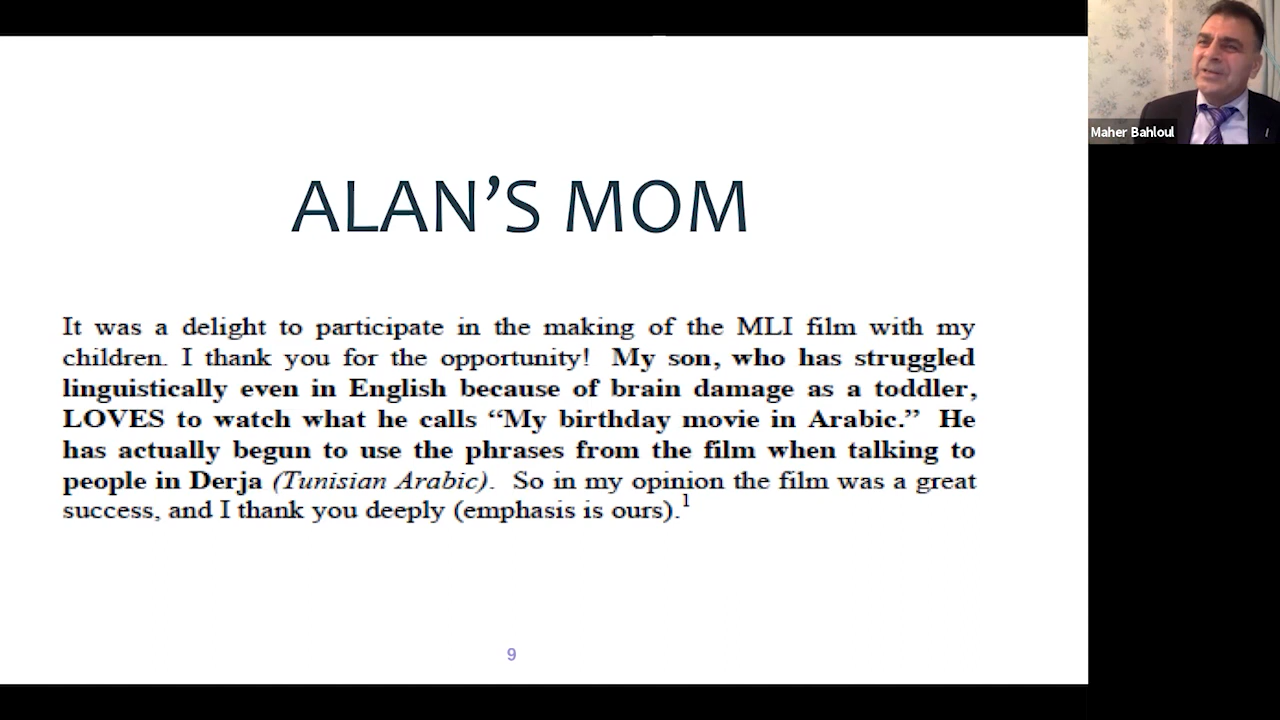 ALAN'S MOM
It was a delight to participate in the making of the MLI film with my
children. I thank you for the opportunity! My son, who has struggled
linguistically even in English because of brain damage as a toddler,
LOVES to watch what he calls “My birthday movie in Arabic.” He
has actually begun to use the phrases from the film when talking to
people in Derja (Tunisian Arabic). So in my opinion the film was a great
success, and I thank you deeply (emphasis is ours).1
9
Maher Bahloul